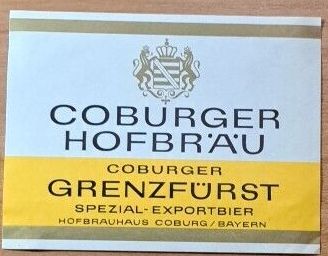 COBURGER
HOFBRÄU
COBURGER
GRENZFÜRST
SPEZIAL-EXPORTBIER
HOFBRAUHAUS COBURG/BAYERN